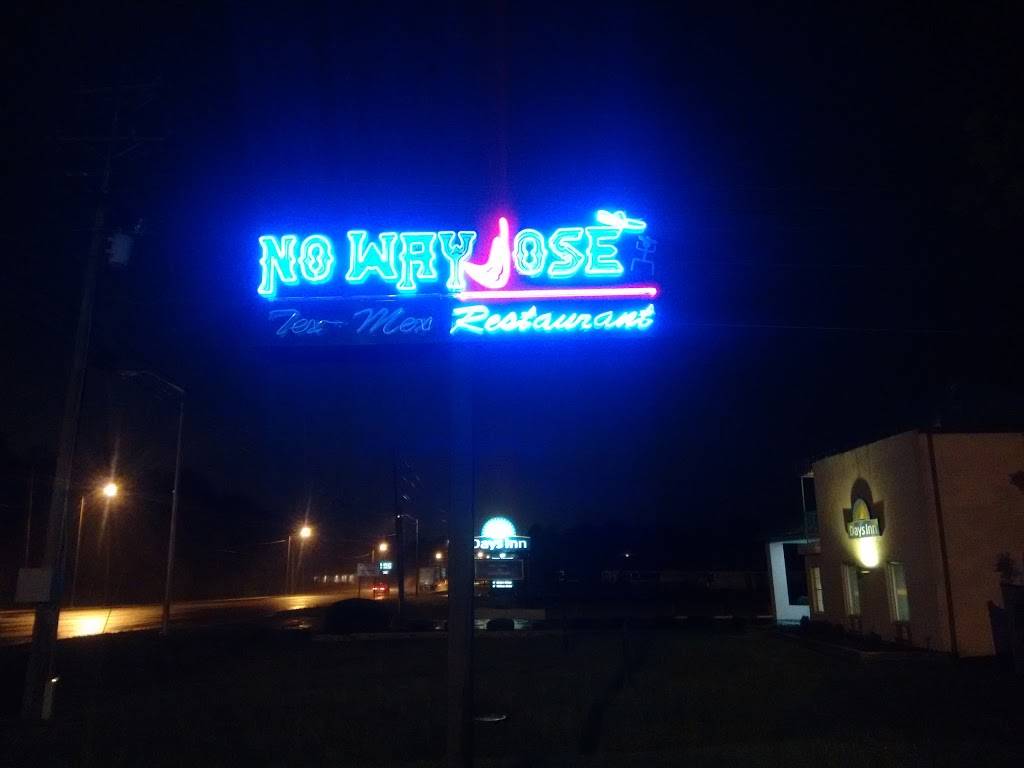 NO WAY JOSE
Tex-Mex Restaurant
Days Inn
Days Inn